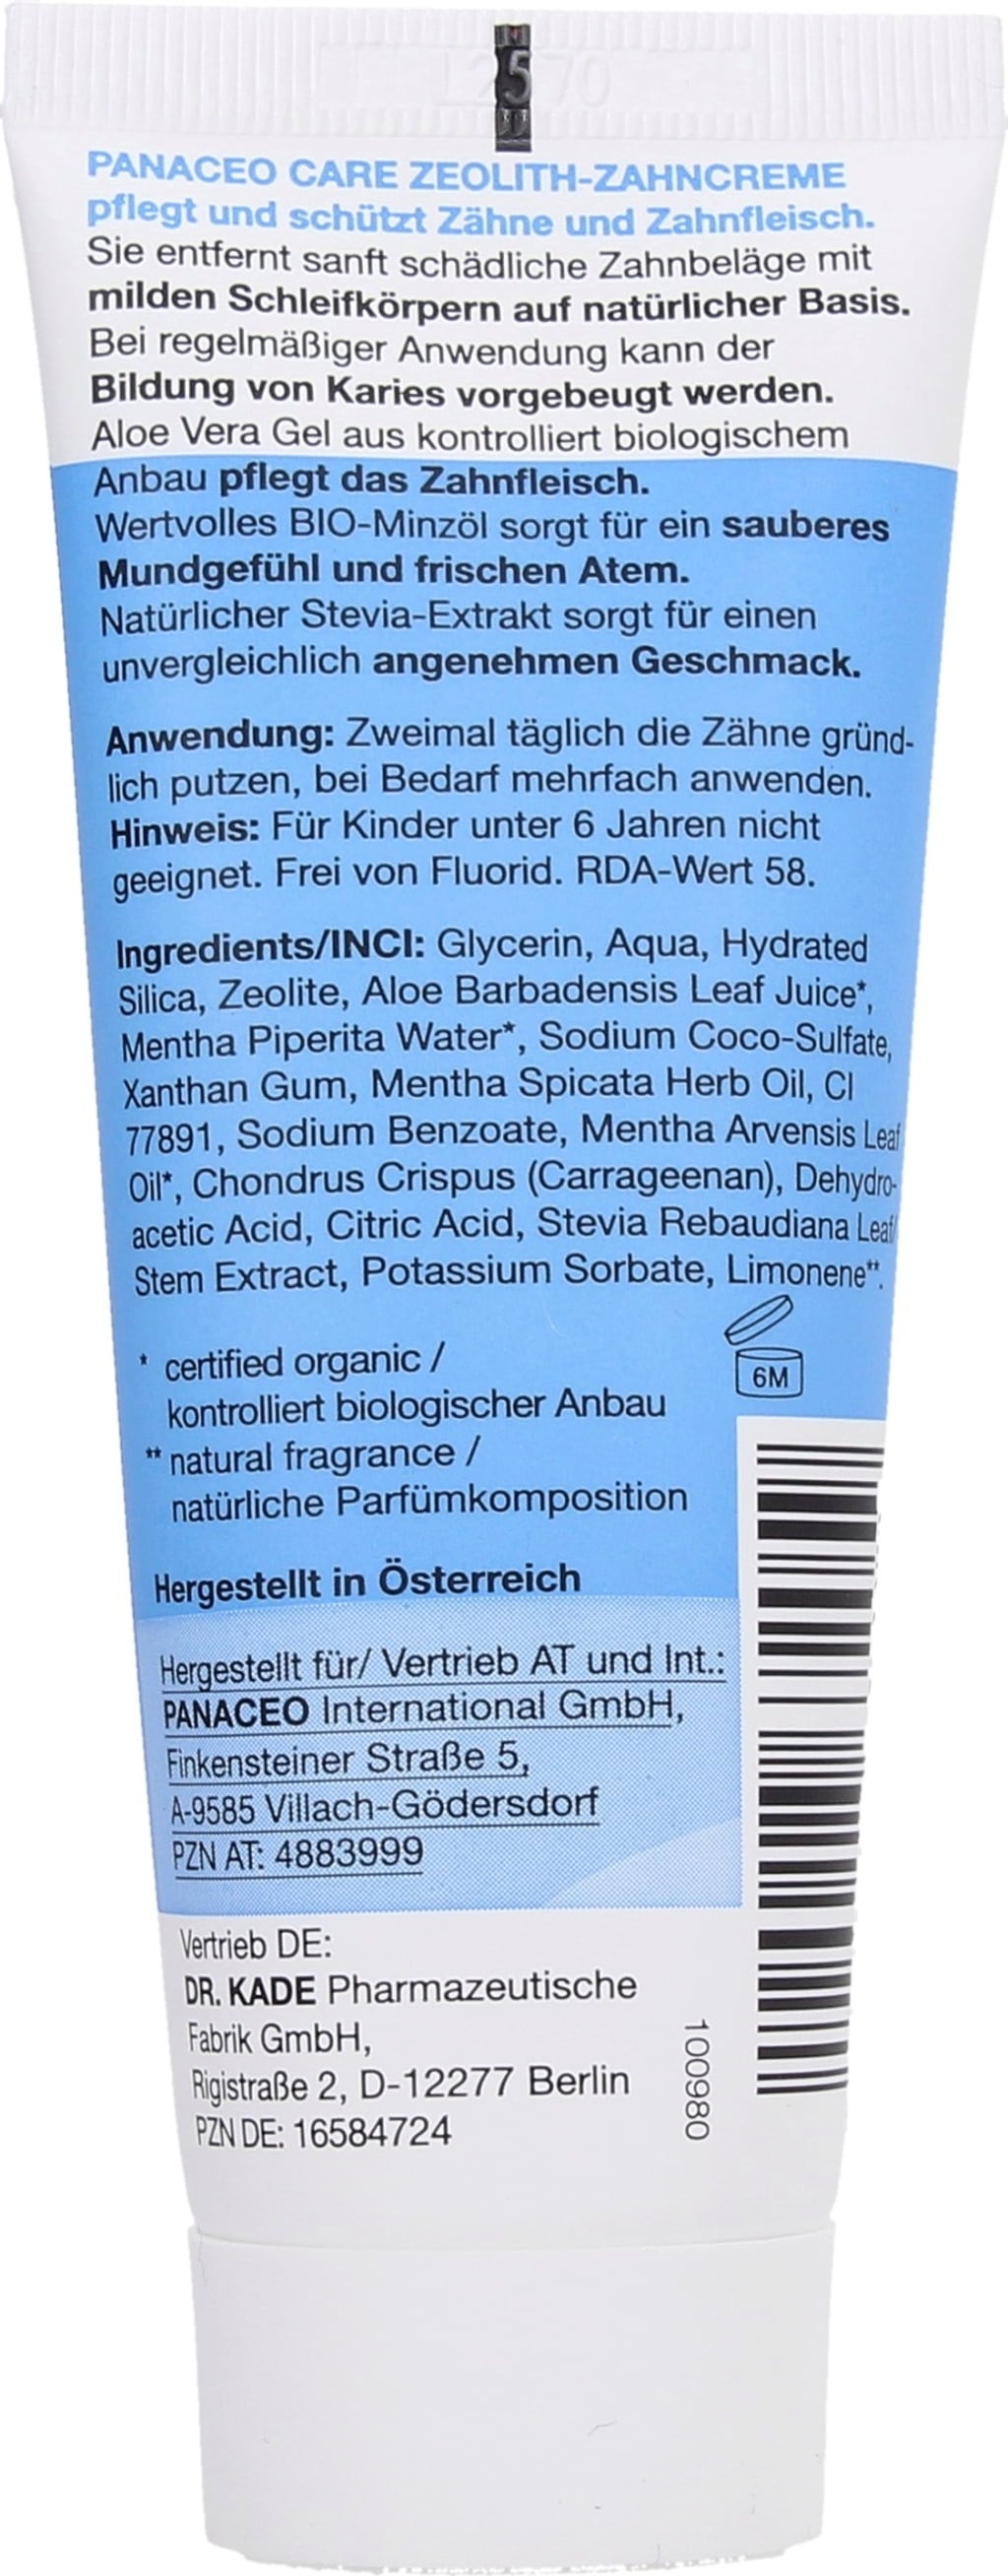 PANACEO CARE ZEOLITH-ZAHNCREME
pflegt und schützt Zähne und Zahnfleisch.
Sie entfernt sanft schädliche Zahnbeläge mit
milden Schleifkörpern auf natürlicher Basis.
Bei regelmäßiger Anwendung kann der
Bildung von Karies vorgebeugt werden.
Aloe Vera Gel aus kontrolliert biologischem
Anbau pflegt das Zahnfleisch.
Wertvolles BIO-Minzöl sorgt für ein sauberes
Mundgefühl und frischen Atem.
Natürlicher Stevia-Extrakt sorgt für einen
unvergleichlich angenehmen Geschmack.
Anwendung: Zweimal täglich die Zähne gründ-
lich putzen, bei Bedarf mehrfach anwenden.
Hinweis: Für Kinder unter 6 Jahren nicht
geeignet. Frei von Fluorid. RDA-Wert 58.
Ingredients/INCI: Glycerin, Aqua, Hydrated
Silica, Zeolite, Aloe Barbadensis Leaf Juice*,
Mentha Piperita Water*, Sodium Coco-Sulfate,
Xanthan Gum, Mentha Spicata Herb Oil, CI
77891, Sodium Benzoate, Mentha Arvensis Leaf
Oil*, Chondrus Crispus (Carrageenan), Dehydro-
acetic Acid, Citric Acid, Stevia Rebaudiana Leaf/
Stem Extract, Potassium Sorbate, Limonene**.
6M
* certified organic /
kontrolliert biologischer Anbau
** natural fragrance /
natürliche Parfümkomposition
Hergestellt in Österreich
Hergestellt für/ Vertrieb AT und Int.:
PANACEO International GmbH,
Finkensteiner Straße 5,
A-9585 Villach-Gödersdorf
PZN AT: 4883999
Vertrieb DE:
DR. KADE Pharmazeutische
Fabrik GmbH,
Rigistraße 2, D-12277 Berlin
PZN DE: 16584724
100980